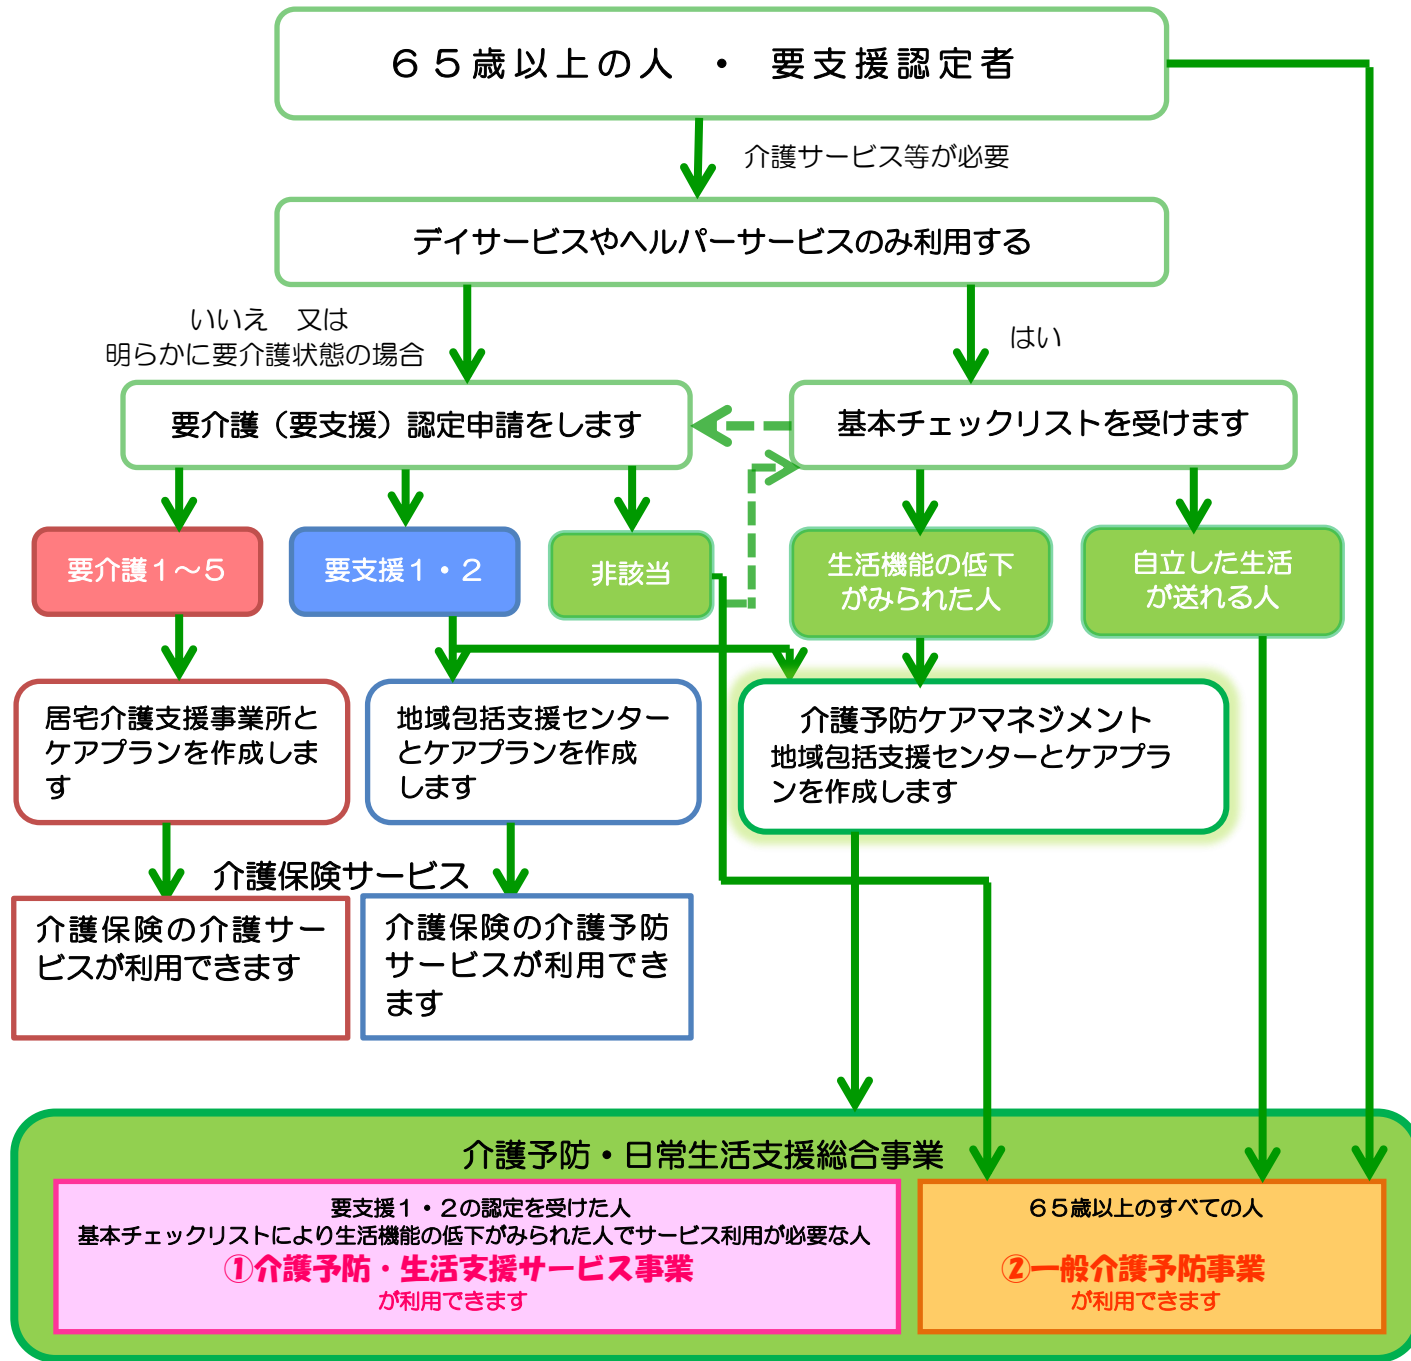 ６５歳以上の人　・　要支援認定者
介護サービス等が必要
デイサービスやヘルパーサービスのみ利用する
いいえ　又は
明らかに要介護状態の場合
はい
要介護（要支援）認定申請をします
基本チェックリストを受けます
要介護１～５
要支援１・２
非該当
生活機能の低下
がみられた人
自立した生活
が送れる人
居宅介護支援事業所と
ケアプランを作成しま
す
地域包括支援センター
とケアプランを作成
します
介護予防ケアマネジメント
地域包括支援センターとケアプラ
ンを作成します
介護保険サービス
介護保険の介護サー
ビスが利用できます
介護保険の介護予防
サービスが利用でき
ます
介護予防・日常生活支援総合事業
要支援１・２の認定を受けた人
基本チェックリストにより生活機能の低下がみられた人でサービス利用が必要な人
①介護予防・生活支援サービス事業
が利用できます
６５歳以上のすべての人
②一般介護予防事業
が利用できます